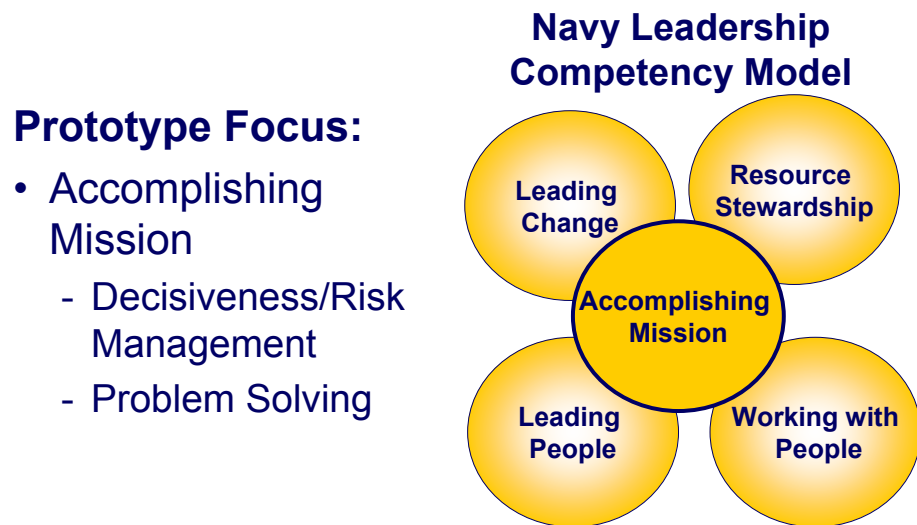 Navy Leadership
Competency Model
Prototype Focus:
• Accomplishing
Mission
- Decisiveness/Risk
Management
- Problem Solving
Leading
Change
Resource
Stewardship
Accomplishing
Mission
Leading
People
Working with
People